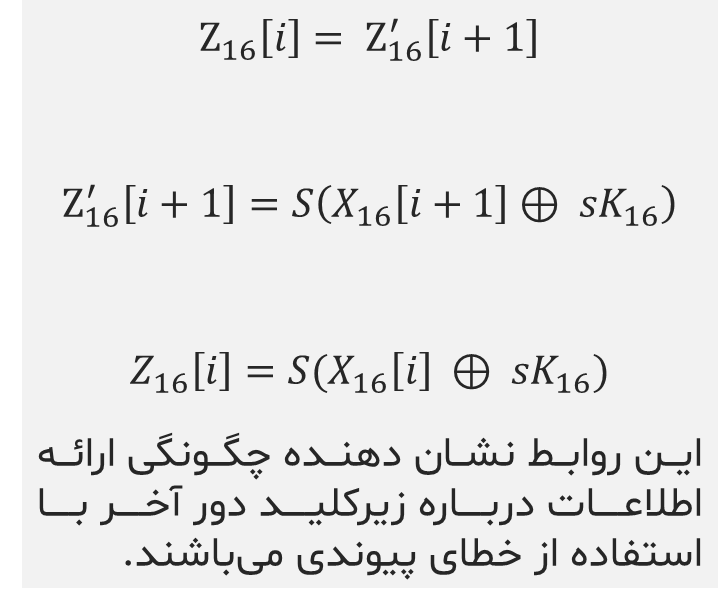 Z₁₆[i] = Z′₁₆[i + 1]
Z′₁₆[i + 1] = S(X₁₆[i + 1] ⊕ sK₁₆)
Z₁₆[i] = S(X₁₆[i] ⊕ sK₁₆)
این روابط نشان دهنده چگونگی ارائه
اطلاعات درباره زیرکلید دور آخر با
استفاده از خطای پیوندی می‌باشند.